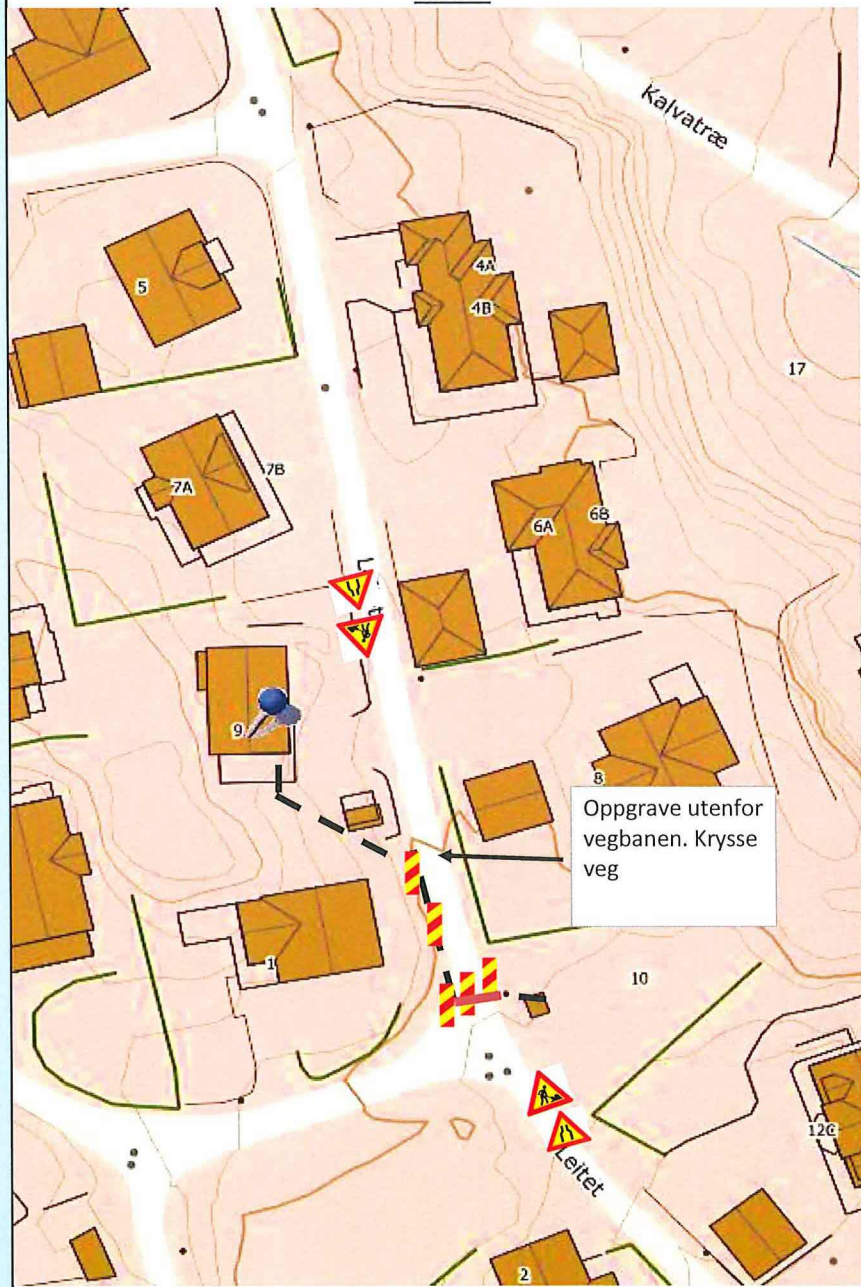 Kalvatræ
5
4A
4B
17
7A
7B
6A
6B
9
8
Oppgrave utenfor
vegbanen. Krysse
veg
1
10
12C
Leitet
2